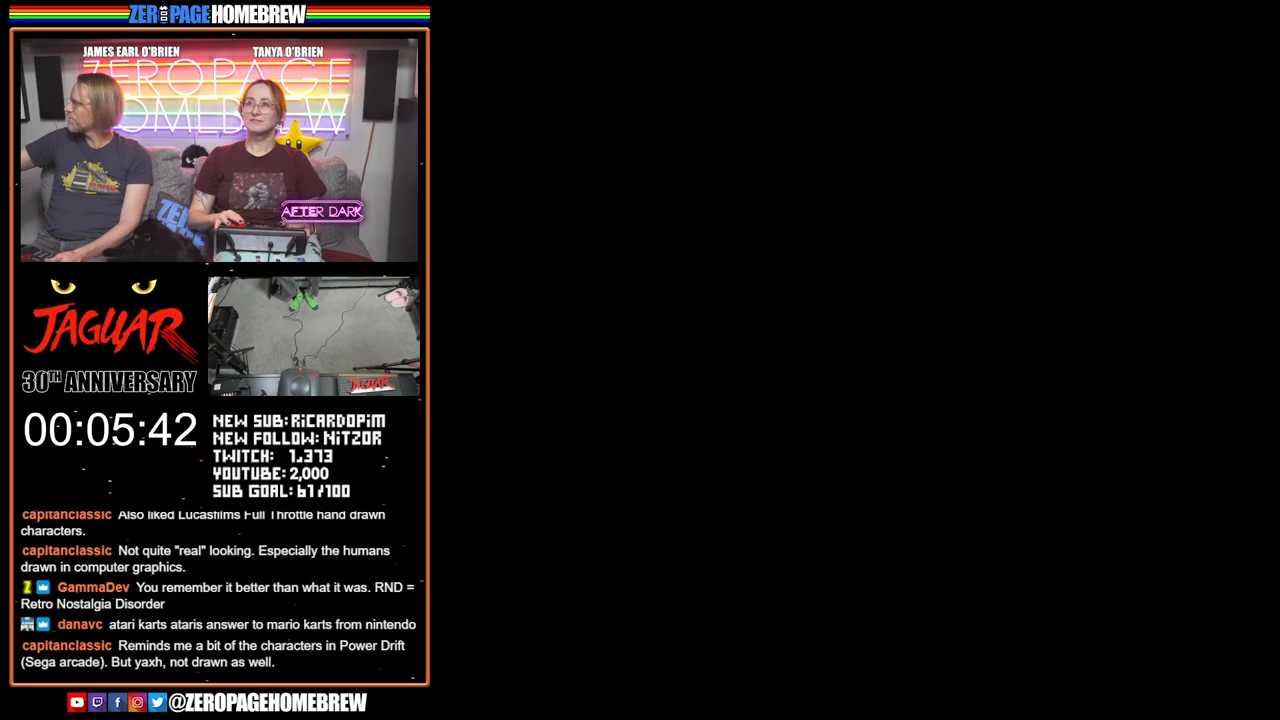 ZEROPAGEHOMEBREW
JAMES EARL O'BRIEN TANYA O'BRIEN
ZEROPAGE
HOMEBREW
AFTER DARK
JAGUAR
30TH ANNIVERSARY
JAGUAR
00:05:42
NEW SUB: RICARDOPIM
NEW FOLLOW: NITZOR
TWITCH: 1,373
YOUTUBE: 2,000
SUB GOAL: 61/100
capitanclassic Also liked Lucasfilms Full Throttle hand drawn
characters.
capitanclassic Not quite "real" looking. Especially the humans
drawn in computer graphics.
GammaDev You remember it better than what it was. RND =
Retro Nostalgia Disorder
danavc atari karts ataris answer to mario karts from nintendo
capitanclassic Reminds me a bit of the characters in Power Drift
(Sega arcade). But yaxh, not drawn as well.
@ZEROPAGEHOMEBREW